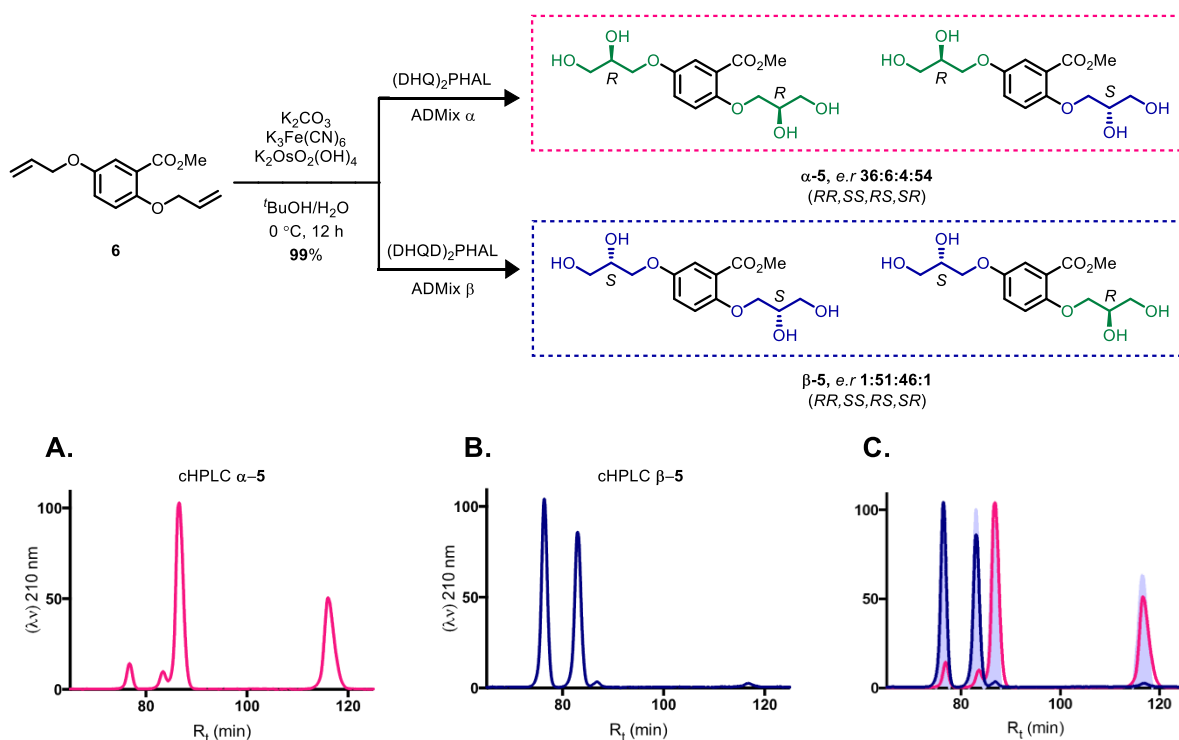 K2CO3
K3Fe(CN)6
K2OsO2(OH)4
tBuOH/H2O
0 °C, 12 h
99%
O
CO2Me
O
6
(DHQ)2PHAL
ADMix α
(DHQD)2PHAL
ADMix β
OH
HO
R
O
CO2Me
O
R
OH
OH
OH
HO
R
O
CO2Me
O
S
OH
OH
α-5, e.r 36:6:4:54
(RR,SS,RS,SR)
OH
HO
S
O
CO2Me
O
S
OH
OH
OH
HO
S
O
CO2Me
O
R
OH
OH
β-5, e.r 1:51:46:1
(RR,SS,RS,SR)
A.
cHPLC α–5
(λν) 210 nm
100
50
0
80 100 120
Rt (min)
B.
cHPLC β–5
(λν) 210 nm
100
50
0
80 100 120
Rt (min)
C.
100
50
0
80 100 120
Rt (min)